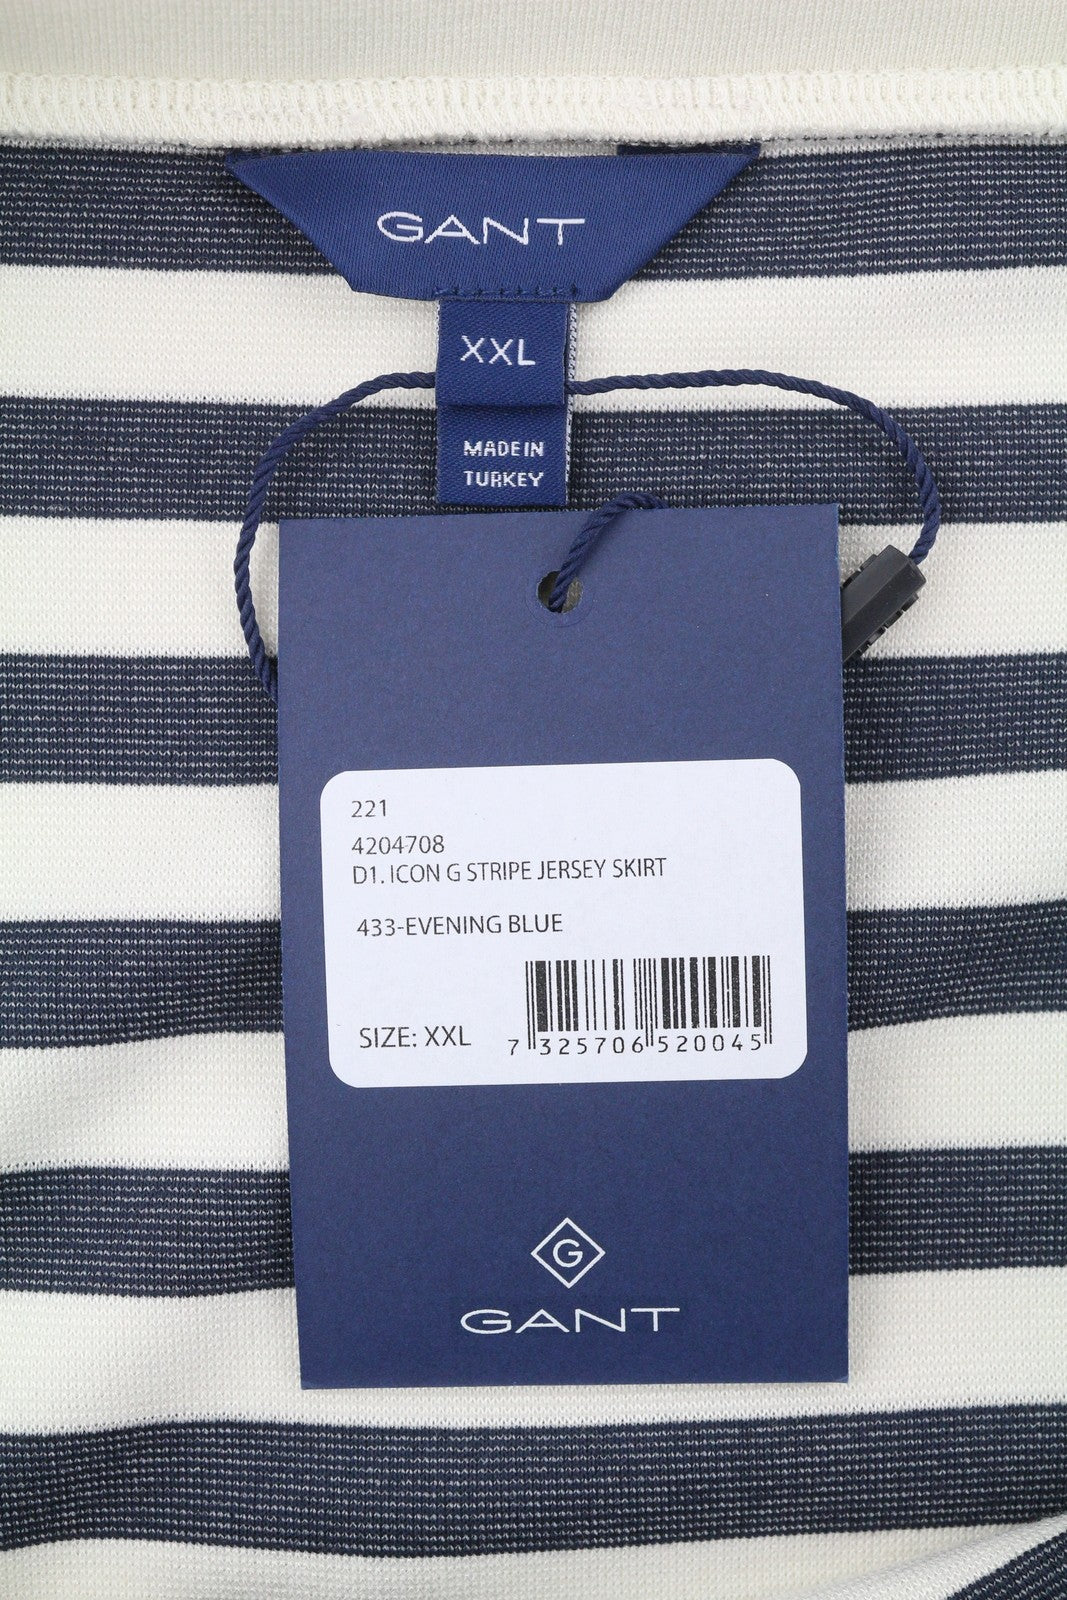 GANT
XXL
MADE IN
TURKEY
221
4204708
D1. ICON G STRIPE JERSEY SKIRT
433-EVENING BLUE
SIZE: XXL
7 325706 520045
G
GANT